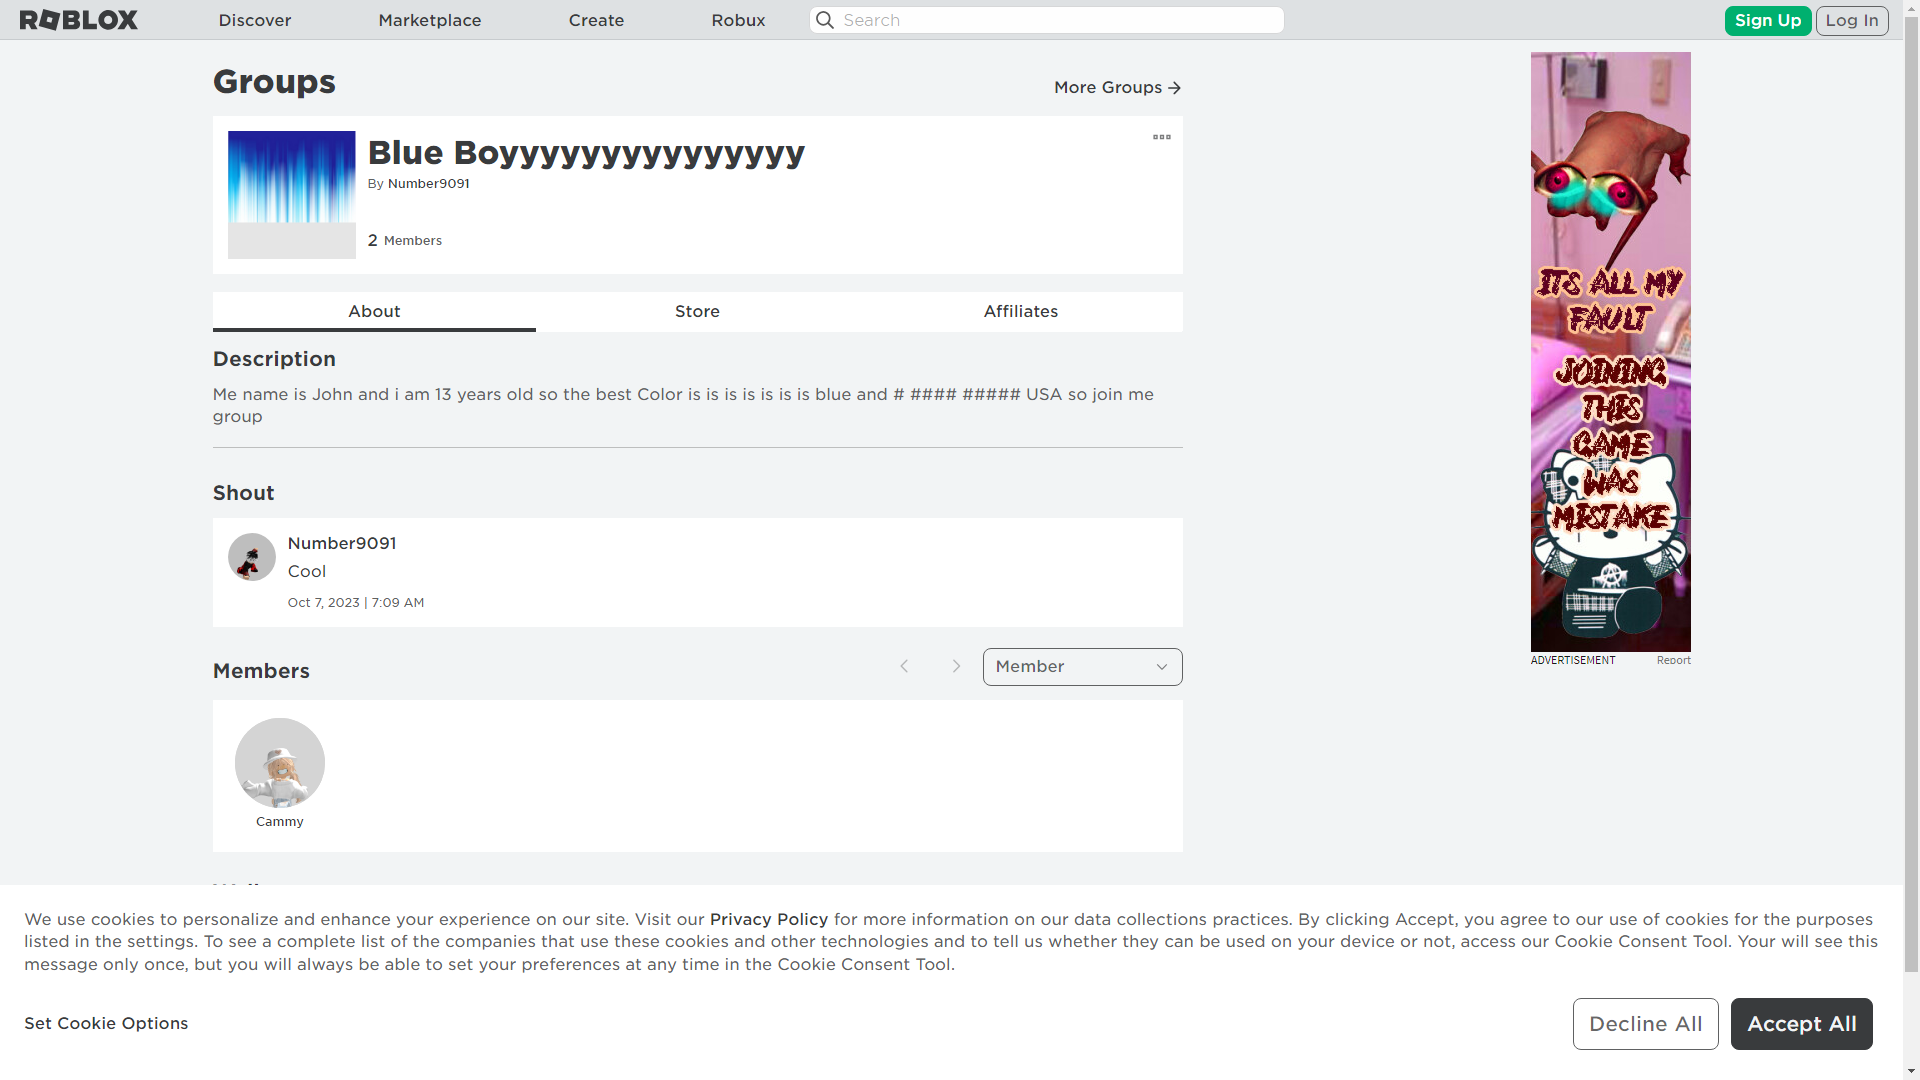 ROBLOX Discover Marketplace Create Robux Search Sign Up Log In
Groups
More Groups
Blue Boyyyyyyyyyyyyyyy
By Number9091
2 Members
About Store Affiliates
Description
Me name is John and i am 13 years old so the best Color is is is is is is is blue and # #### ##### USA so join me
group
Shout
Number9091
Cool
Oct 7, 2023 | 7:09 AM
Members
Member
Cammy
ITS ALL MY
FAULT
JOINING
THIS
GAME
WAS
MISTAKE
ADVERTISEMENT Report
We use cookies to personalize and enhance your experience on our site. Visit our Privacy Policy for more information on our data collections practices. By clicking Accept, you agree to our use of cookies for the purposes
listed in the settings. To see a complete list of the companies that use these cookies and other technologies and to tell us whether they can be used on your device or not, access our Cookie Consent Tool. Your will see this
message only once, but you will always be able to set your preferences at any time in the Cookie Consent Tool.
Set Cookie Options
Decline All
Accept All